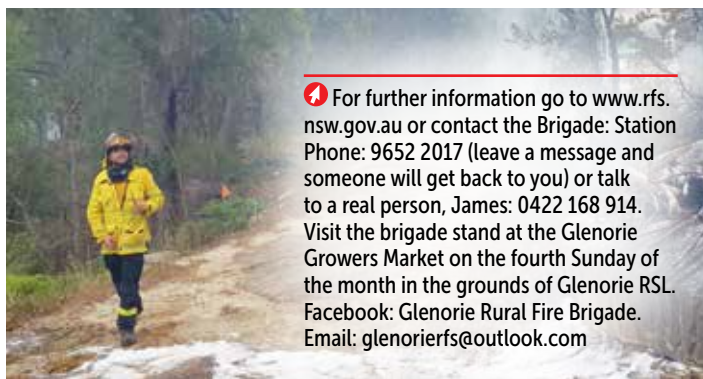 For further information go to www.rfs.
nsw.gov.au or contact the Brigade: Station
Phone: 9652 2017 (leave a message and
someone will get back to you) or talk
to a real person, James: 0422 168 914.
Visit the brigade stand at the Glenorie
Growers Market on the fourth Sunday of
the month in the grounds of Glenorie RSL.
Facebook: Glenorie Rural Fire Brigade.
Email: glenorierfs@outlook.com